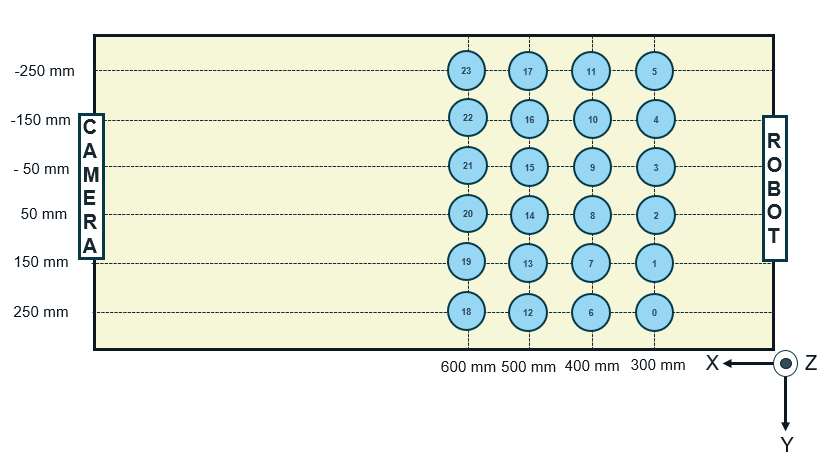 -250 mm 23 17 11 5
-150 mm 22 16 10 4
- 50 mm 21 15 9 3
50 mm 20 14 8 2
150 mm 19 13 7 1
250 mm 18 12 6 0
CAMERA
ROBOT
600 mm 500 mm 400 mm 300 mm
X Z
Y